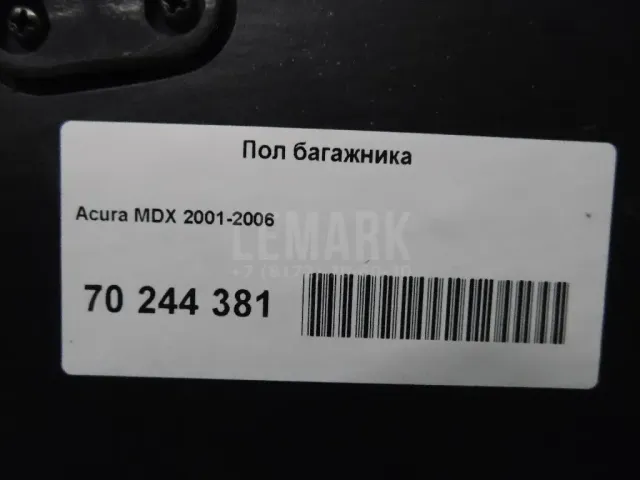 Пол багажника
Acura MDX 2001-2006
LEMARK
70 244 381